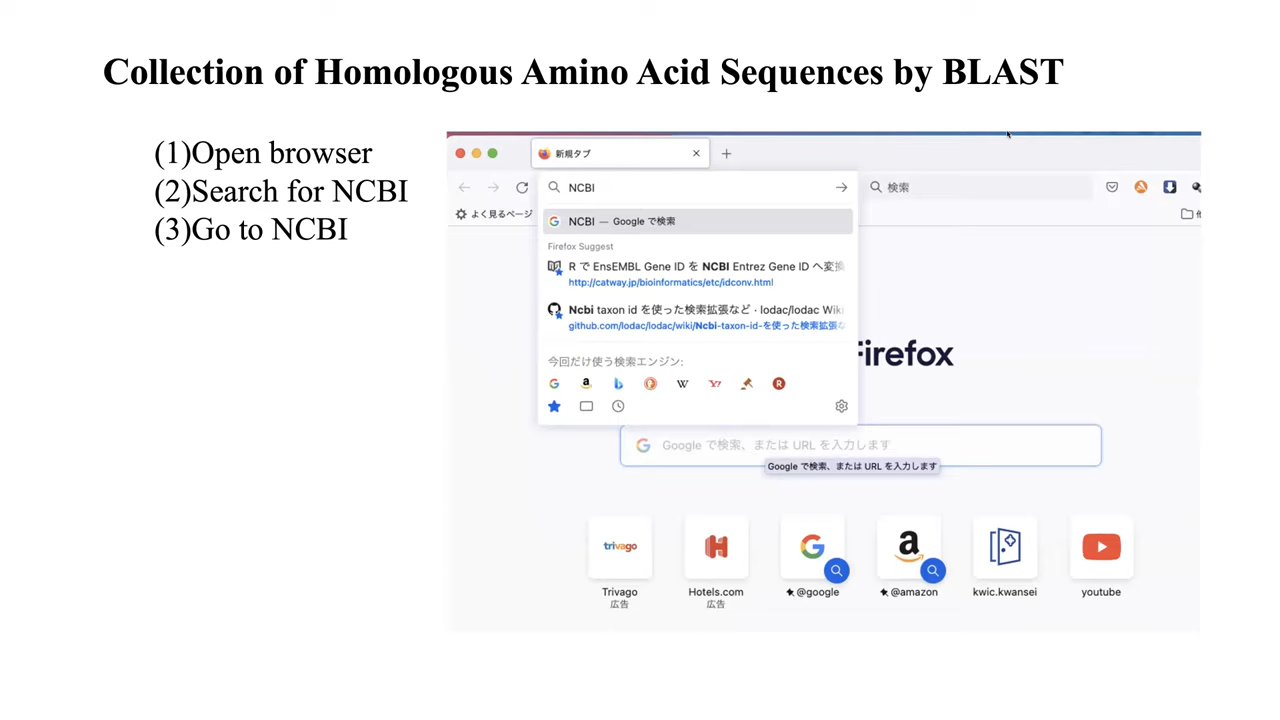 Collection of Homologous Amino Acid Sequences by BLAST
(1)Open browser
(2)Search for NCBI
(3)Go to NCBI
新規タブ
NCBI
検索
よく見るページ
NCBI — Google で検索
Firefox Suggest
R で EnsEMBL Gene ID を NCBI Entrez Gene ID へ変換
http://catway.jp/bioinformatics/etc/idconv.html
Ncbi taxon id を使った検索拡張など · lodac/lodac Wiki
github.com/lodac/lodac/wiki/Ncbi-taxon-id-を使った検索拡張な
今回だけ使う検索エンジン:
Firefox
Google で検索、または URL を入力します
Google で検索、または URL を入力します
trivago
Trivago
広告
Hotels.com
広告
@google
@amazon
kwic.kwansei
youtube